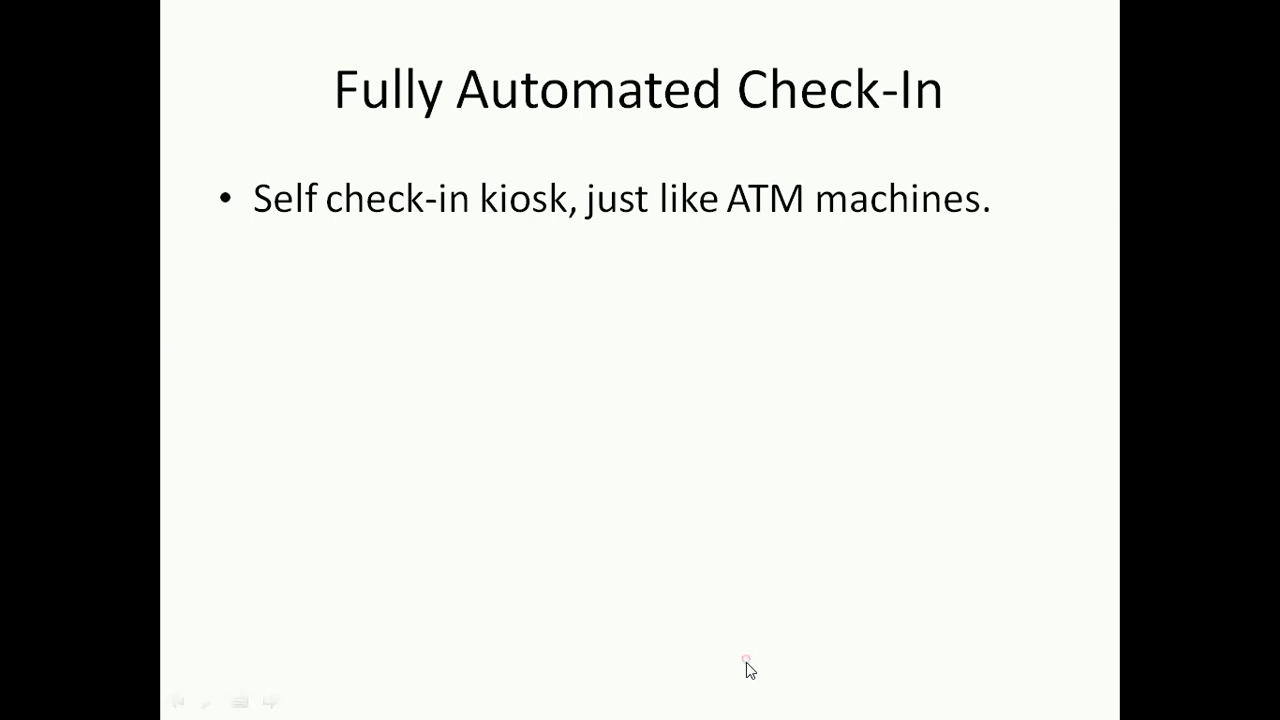 Fully Automated Check-In
• Self check-in kiosk, just like ATM machines.